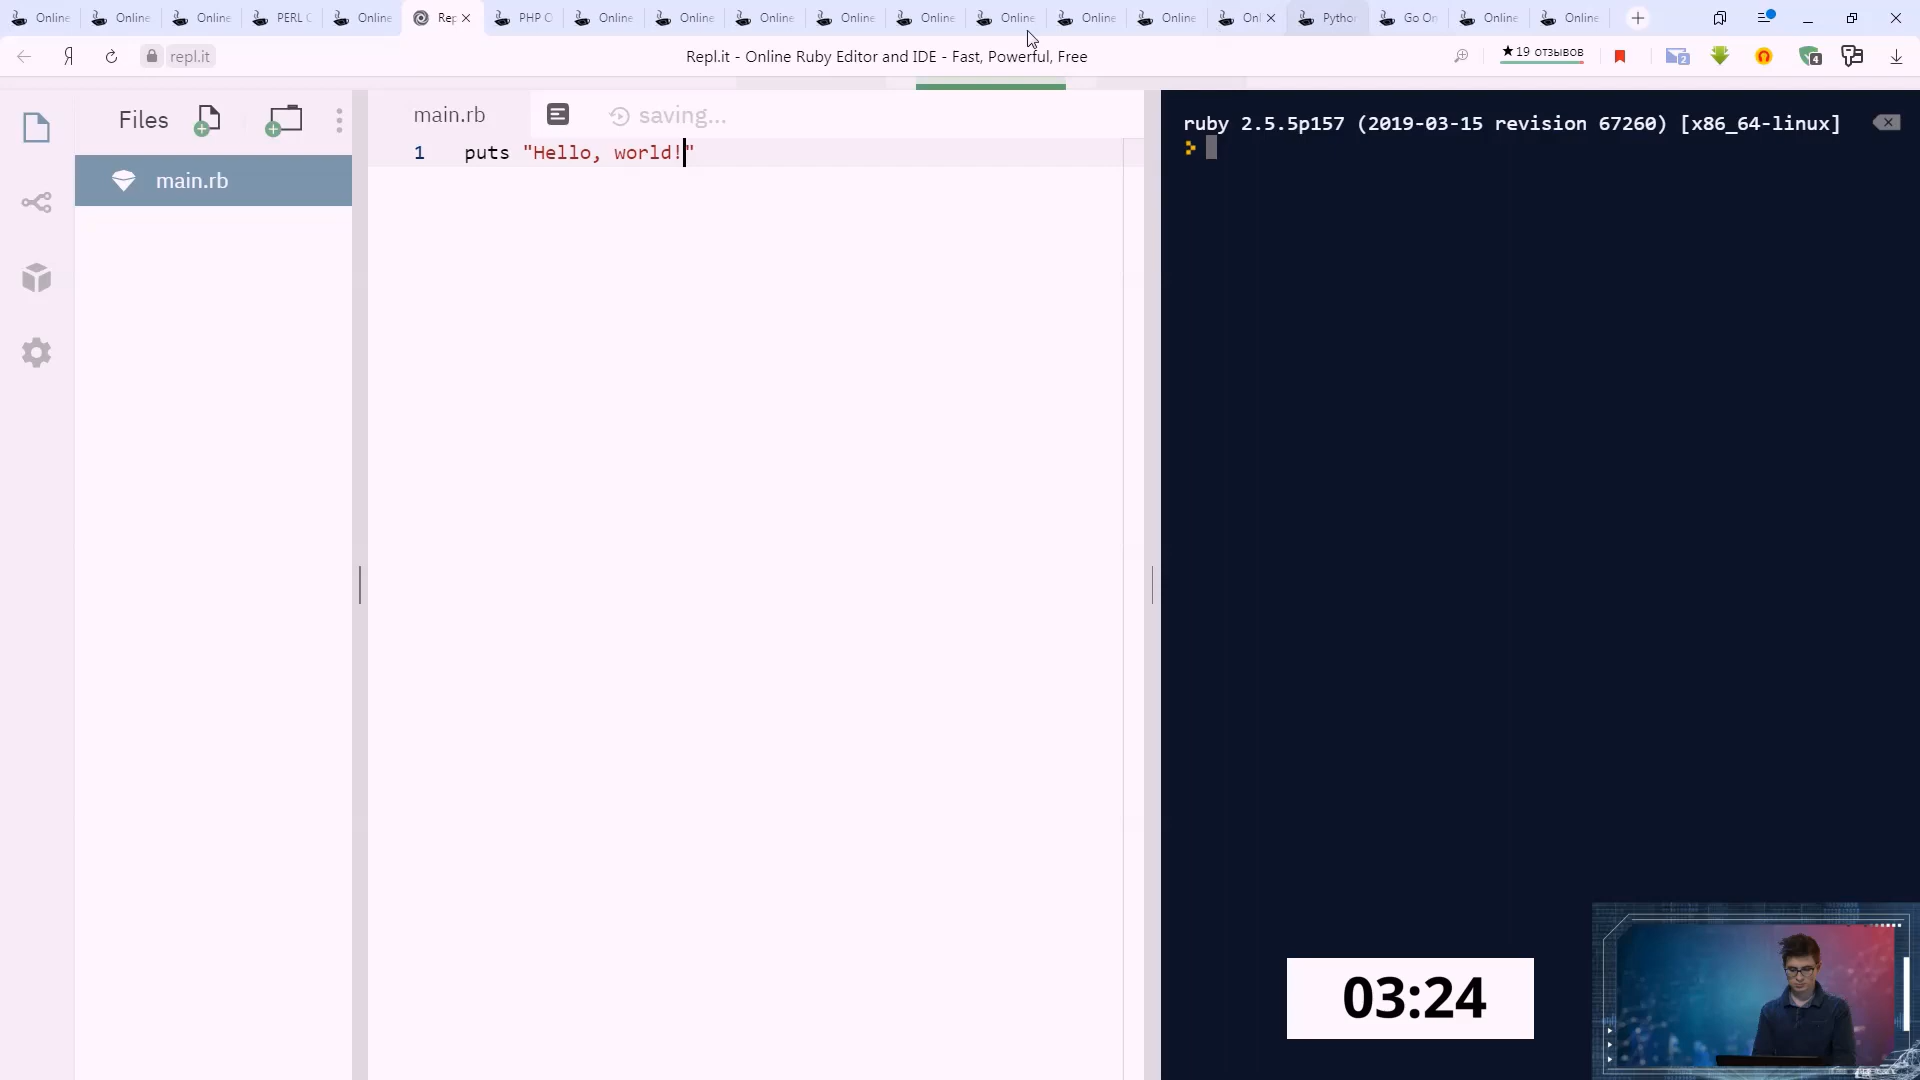 Online
Online
Online
PERL
Online
Rep
PHP O
Online
Online
Online
Online
Online
Online
Online
Online
Onl
Python
Go On
Online
Online
Я
repl.it
Repl.it - Online Ruby Editor and IDE - Fast, Powerful, Free
★19 отзывов
2
4
Files
main.rb
main.rb
saving...
1 puts "Hello, world!"
ruby 2.5.5p157 (2019-03-15 revision 67260) [x86_64-linux]
03:24